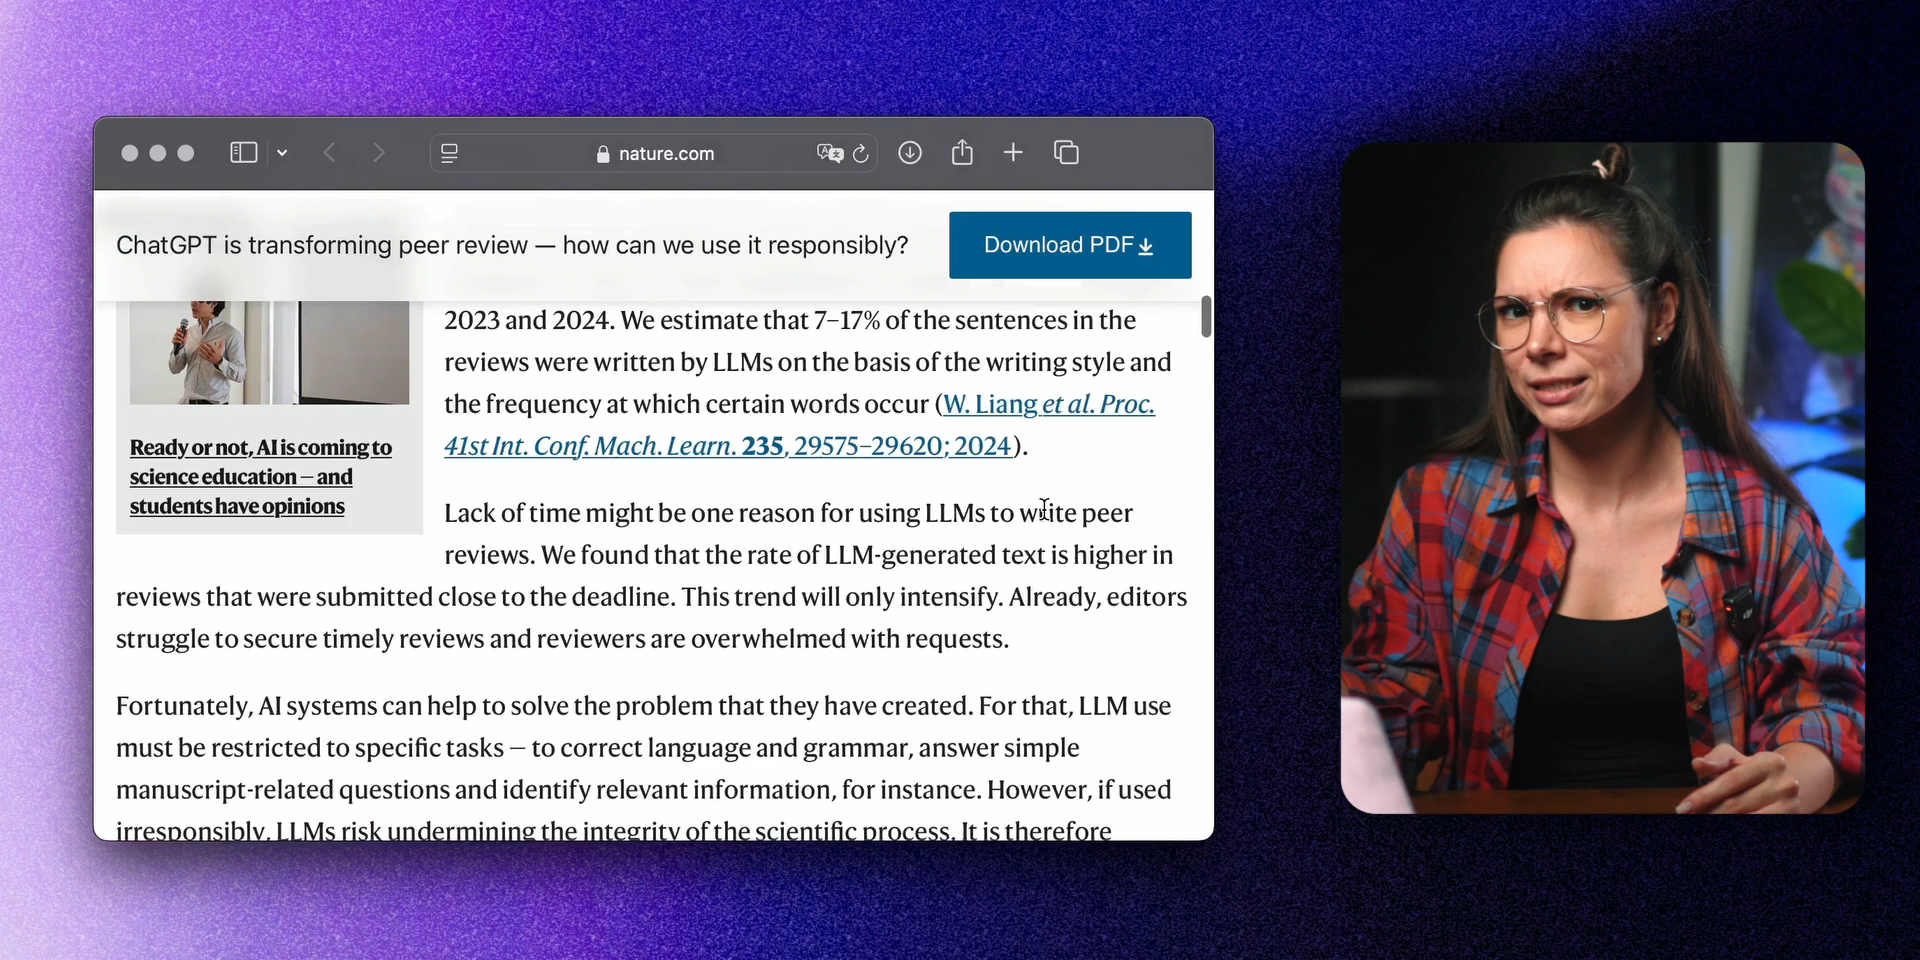 nature.com
ChatGPT is transforming peer review — how can we use it responsibly?
Download PDF
2023 and 2024. We estimate that 7–17% of the sentences in the
reviews were written by LLMs on the basis of the writing style and
the frequency at which certain words occur (W. Liang et al. Proc.
41st Int. Conf. Mach. Learn. 235, 29575–29620; 2024).
Ready or not, AI is coming to
science education – and
students have opinions
Lack of time might be one reason for using LLMs to write peer
reviews. We found that the rate of LLM-generated text is higher in
reviews that were submitted close to the deadline. This trend will only intensify. Already, editors
struggle to secure timely reviews and reviewers are overwhelmed with requests.
Fortunately, AI systems can help to solve the problem that they have created. For that, LLM use
must be restricted to specific tasks – to correct language and grammar, answer simple
manuscript-related questions and identify relevant information, for instance. However, if used
irresponsibly, LLMs risk undermining the integrity of the scientific process. It is therefore